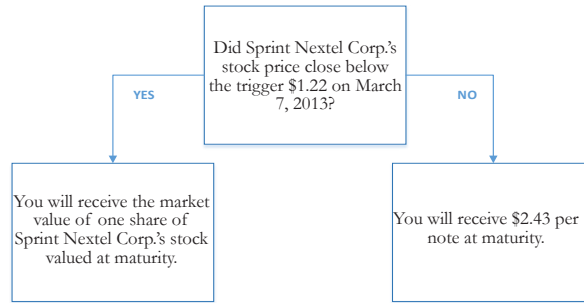 Did Sprint Nextel Corp.'s
stock price close below
the trigger $1.22 on March
7, 2013?
YES
NO
You will receive the market
value of one share of
Sprint Nextel Corp.'s stock
valued at maturity.
You will receive $2.43 per
note at maturity.